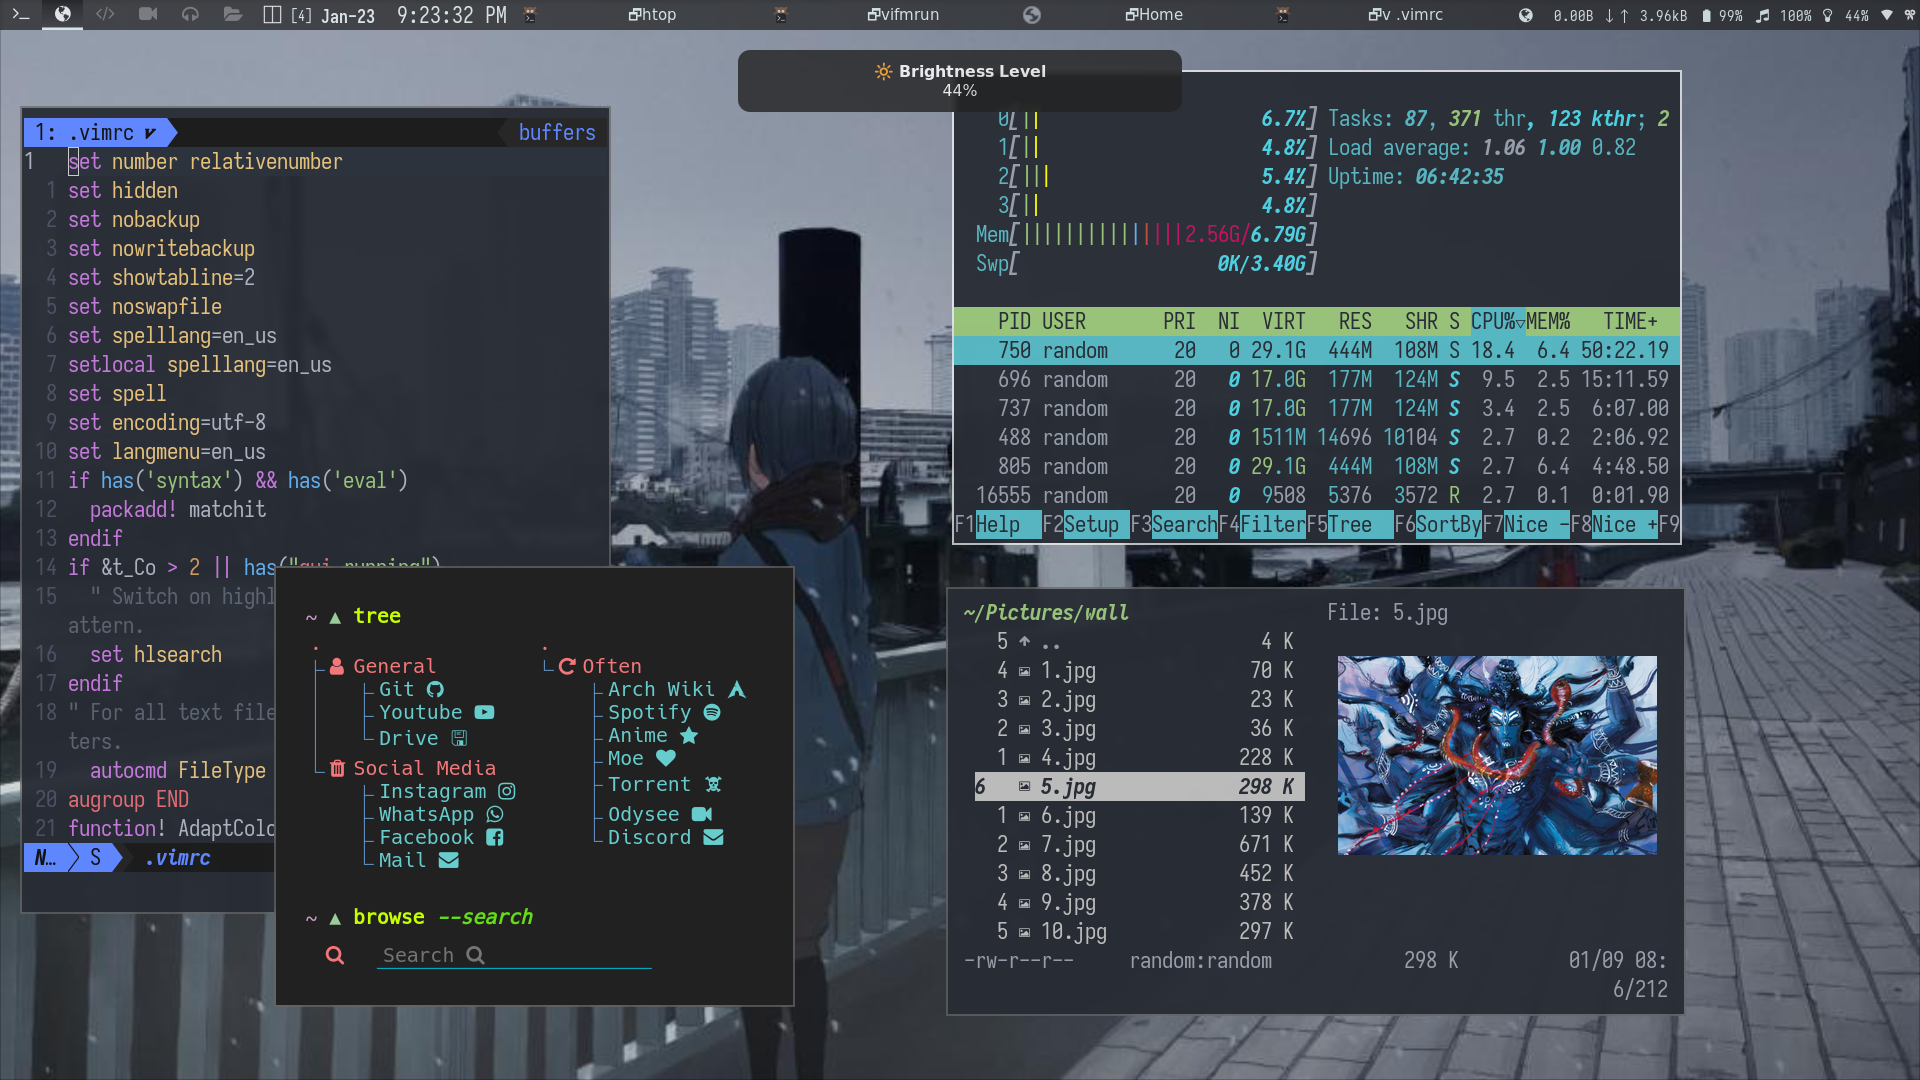 [4] Jan-23 9:23:32 PM htop vifmrun Home v .vimrc 0.00B ↓↑ 3.96kB 99% 100% 44%
Brightness Level
44%
1: .vimrc buffers
1 set number relativenumber
1 set hidden
2 set nobackup
3 set nowritebackup
4 set showtabline=2
5 set noswapfile
6 set spelllang=en_us
7 setlocal spelllang=en_us
8 set spell
9 set encoding=utf-8
10 set langmenu=en_us
11 if has('syntax') && has('eval')
12 packadd! matchit
13 endif
14 if &t_Co > 2 || has("gui_running")
15 " Switch on highl
attern.
16 set hlsearch
17 endif
18 " For all text file
ters.
19 autocmd FileType
20 augroup END
21 function! AdaptColo
N… S .vimrc
0[|| 6.7%] Tasks: 87, 371 thr, 123 kthr; 2
1[|| 4.8%] Load average: 1.06 1.00 0.82
2[||| 5.4%] Uptime: 06:42:35
3[|| 4.8%]
Mem[|||||||||||||||2.56G/6.79G]
Swp[ 0K/3.40G]
PID USER PRI NI VIRT RES SHR S CPU%▽MEM% TIME+
750 random 20 0 29.1G 444M 108M S 18.4 6.4 50:22.19
696 random 20 0 17.0G 177M 124M S 9.5 2.5 15:11.59
737 random 20 0 17.0G 177M 124M S 3.4 2.5 6:07.00
488 random 20 0 1511M 14696 10104 S 2.7 0.2 2:06.92
805 random 20 0 29.1G 444M 108M S 2.7 6.4 4:48.50
16555 random 20 0 9508 5376 3572 R 2.7 0.1 0:01.90
F1Help F2Setup F3SearchF4FilterF5Tree F6SortByF7Nice -F8Nice +F9
~ ▲ tree
.
General
Git
Youtube
Drive
Social Media
Instagram
WhatsApp
Facebook
Mail
.
Often
Arch Wiki
Spotify
Anime
Moe
Torrent
Odysee
Discord
~ ▲ browse --search
Search
~/Pictures/wall File: 5.jpg
5 .. 4 K
4 1.jpg 70 K
3 2.jpg 23 K
2 3.jpg 36 K
1 4.jpg 228 K
6 5.jpg 298 K
1 6.jpg 139 K
2 7.jpg 671 K
3 8.jpg 452 K
4 9.jpg 378 K
5 10.jpg 297 K
-rw-r--r-- random:random 298 K 01/09 08:
6/212